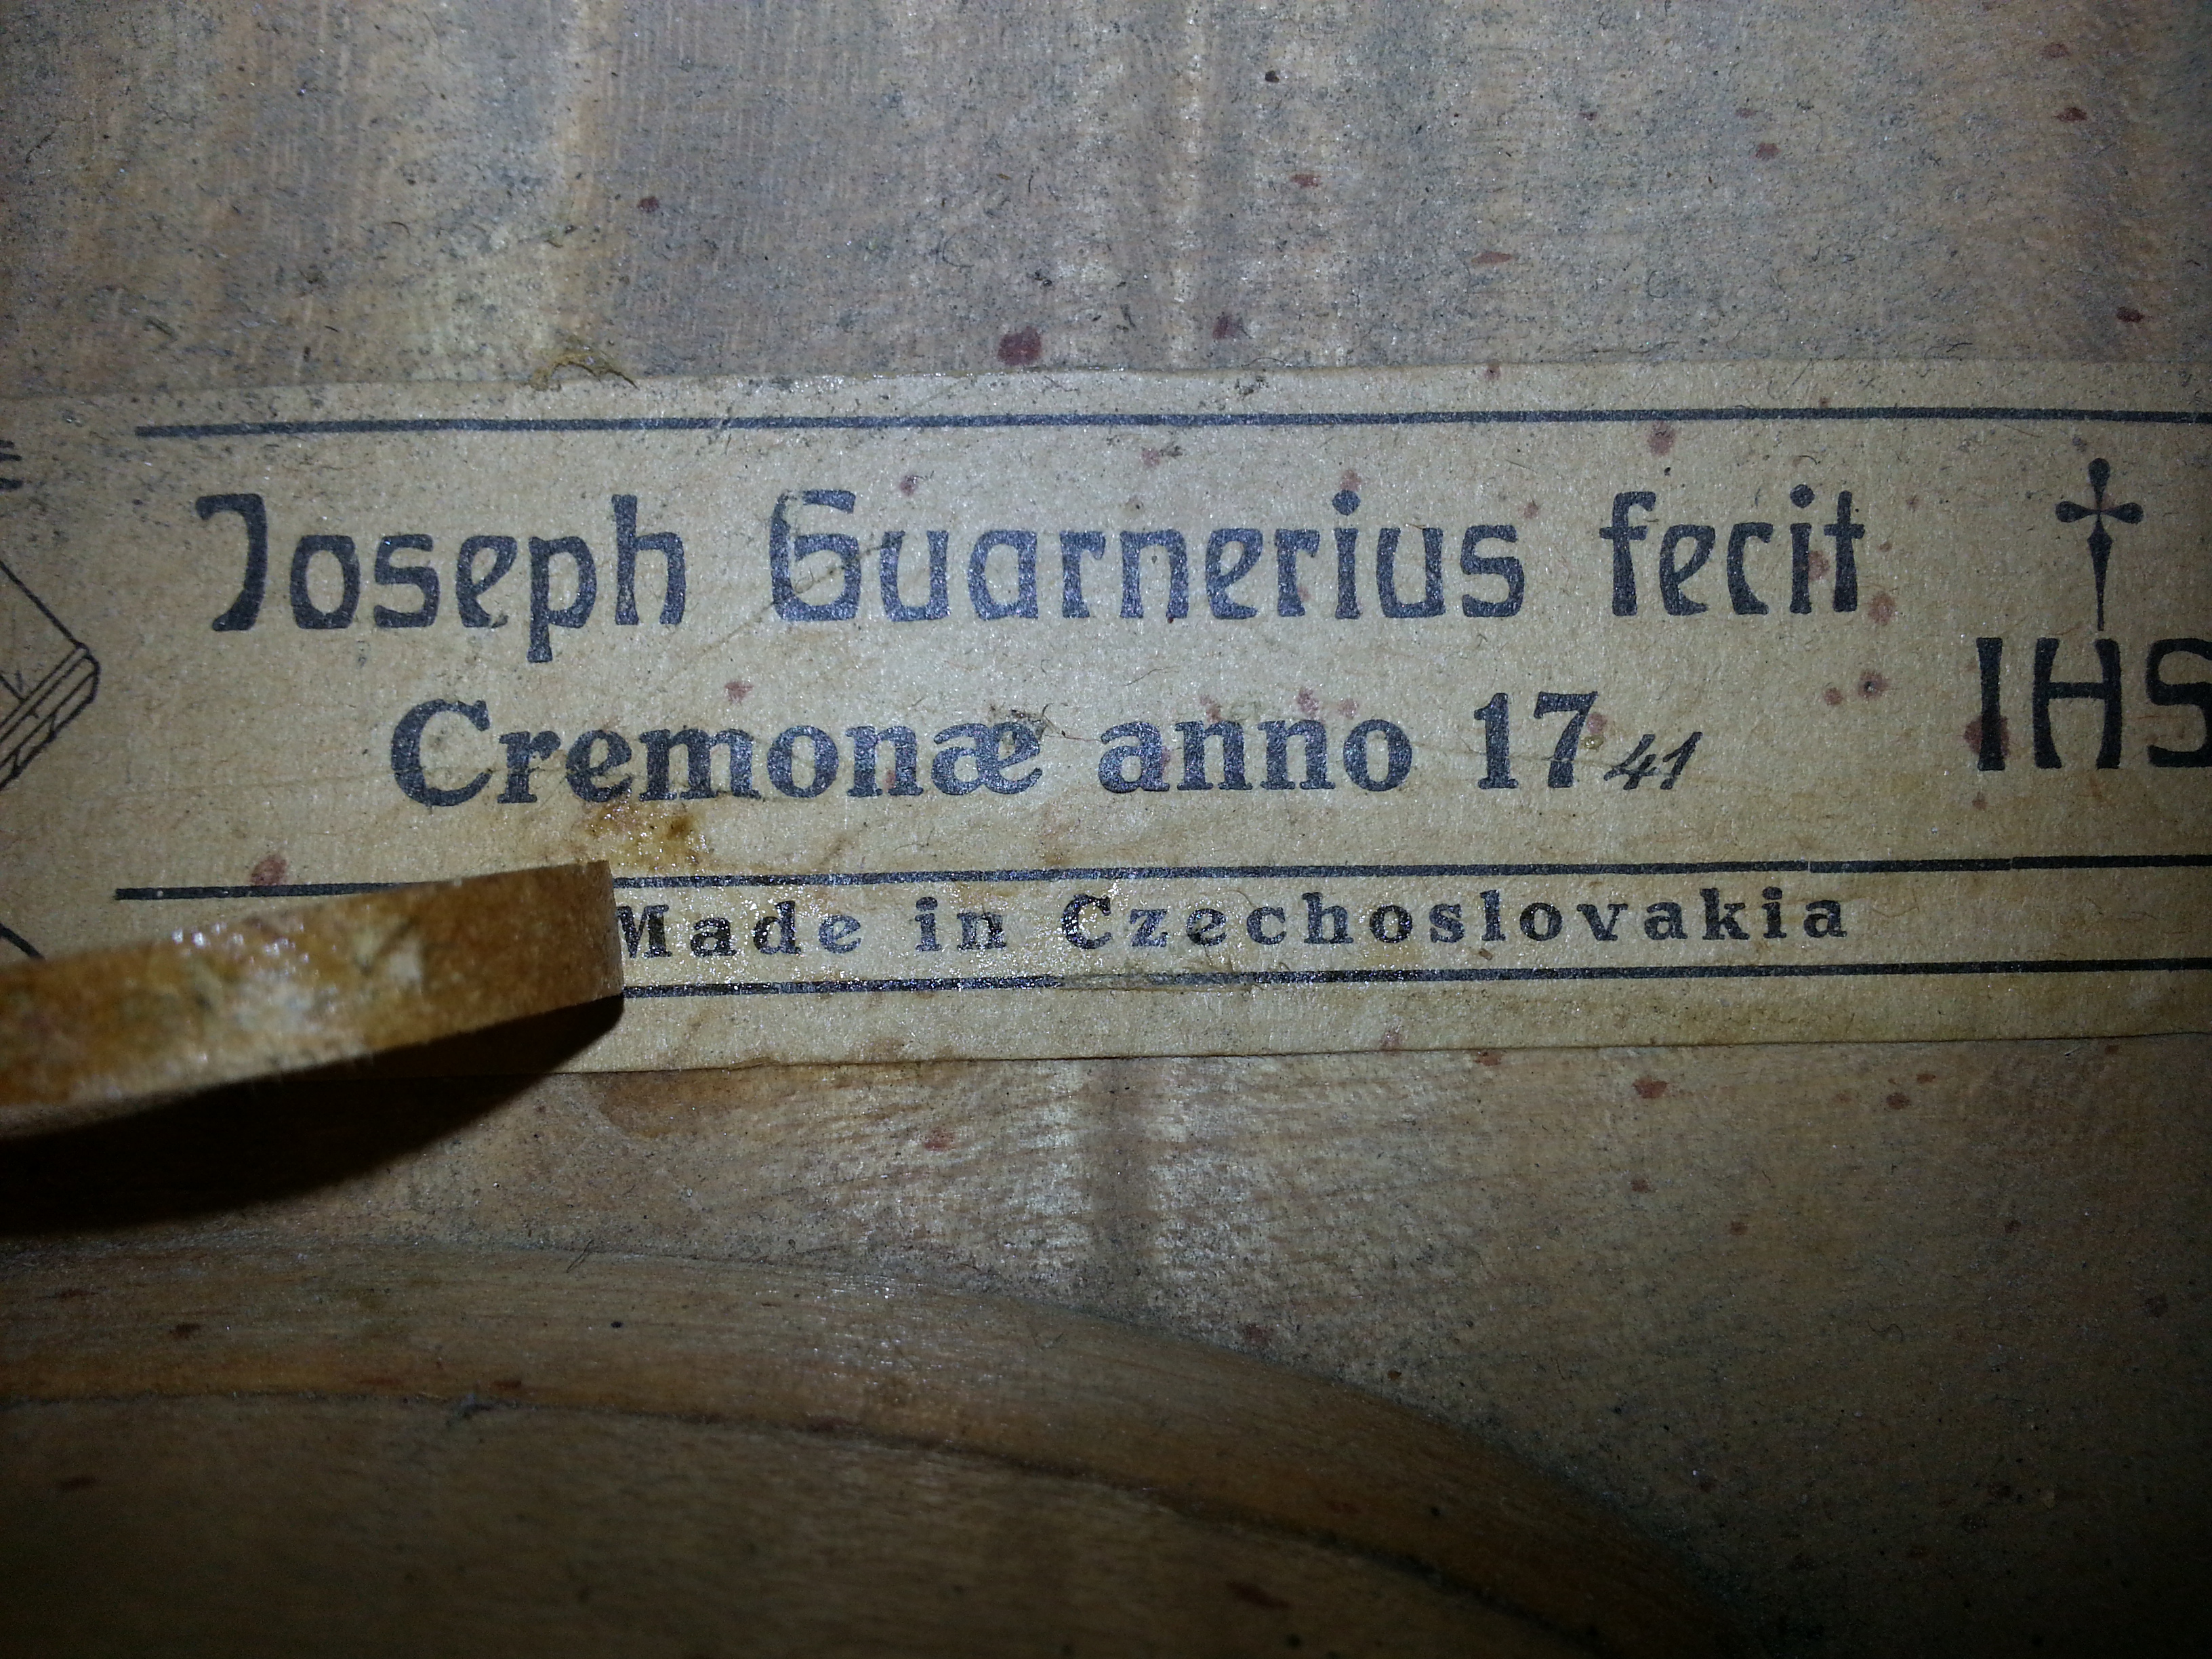 Joseph Guarnerius fecit
Cremonæ anno 1741
IHS
Made in Czechoslovakia